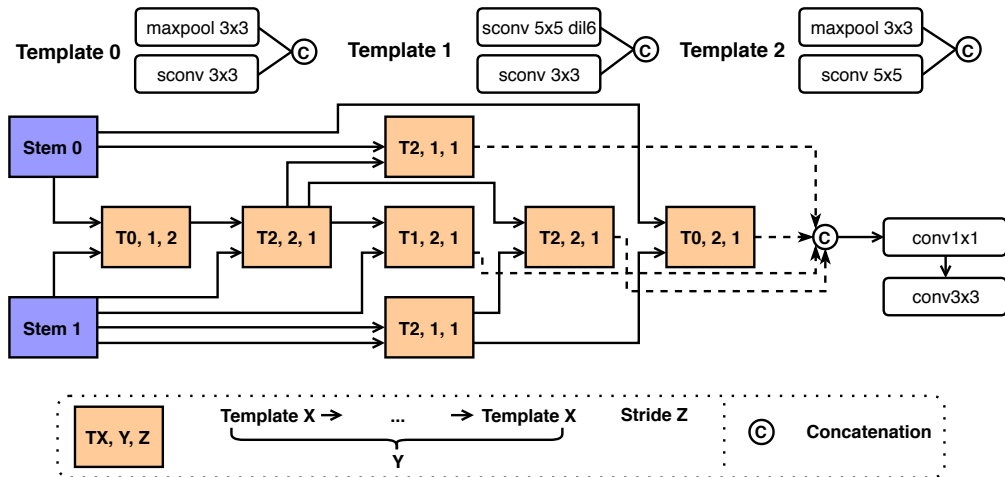 Template 0
maxpool 3x3
sconv 3x3
C
Template 1
sconv 5x5 dil6
sconv 3x3
C
Template 2
maxpool 3x3
sconv 5x5
C
Stem 0
T2, 1, 1
T0, 1, 2
T2, 2, 1
T1, 2, 1
T2, 2, 1
T0, 2, 1
C
conv1x1
conv3x3
Stem 1
T2, 1, 1
TX, Y, Z
Template X
...
Template X
Y
Stride Z
C
Concatenation